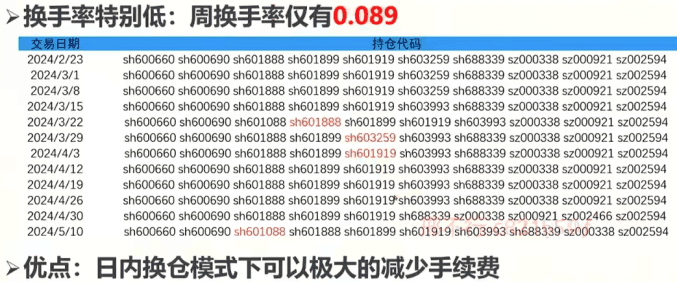 ➢换手率特别低：周换手率仅有0.089
交易日期 持仓代码
2024/2/23 sh600660 sh600690 sh601888 sh601899 sh601919 sh603259 sh688339 sz000338 sz000921 sz002594
2024/3/1 sh600660 sh600690 sh601888 sh601899 sh601919 sh603259 sh688339 sz000338 sz000921 sz002594
2024/3/8 sh600660 sh600690 sh601888 sh601899 sh601919 sh603259 sh688339 sz000338 sz000921 sz002594
2024/3/15 sh600660 sh600690 sh601888 sh601899 sh601919 sh603993 sh688339 sz000338 sz000921 sz002594
2024/3/22 sh600660 sh600690 sh601088 sh601888 sh601899 sh601919 sh603993 sz000338 sz000921 sz002594
2024/3/29 sh600660 sh600690 sh601888 sh601899 sh603259 sh603993 sh688339 sz000338 sz000921 sz002594
2024/4/3 sh600660 sh600690 sh601888 sh601899 sh601919 sh603993 sh688339 sz000338 sz000921 sz002594
2024/4/12 sh600660 sh600690 sh601888 sh601899 sh601919 sh603993 sh688339 sz000338 sz000921 sz002594
2024/4/19 sh600660 sh600690 sh601888 sh601899 sh601919 sh603993 sh688339 sz000338 sz000921 sz002594
2024/4/26 sh600660 sh600690 sh601888 sh601899 sh601919 sh603993 sh688339 sz000338 sz000921 sz002594
2024/4/30 sh600660 sh600690 sh601888 sh601899 sh601919 sh688339 sz000338 sz000921 sz002466 sz002594
2024/5/10 sh600660 sh600690 sh601088 sh601888 sh601899 sh601919 sh603993 sh688339 sz000338 sz002594
➢优点：日内换仓模式下可以极大的减少手续费